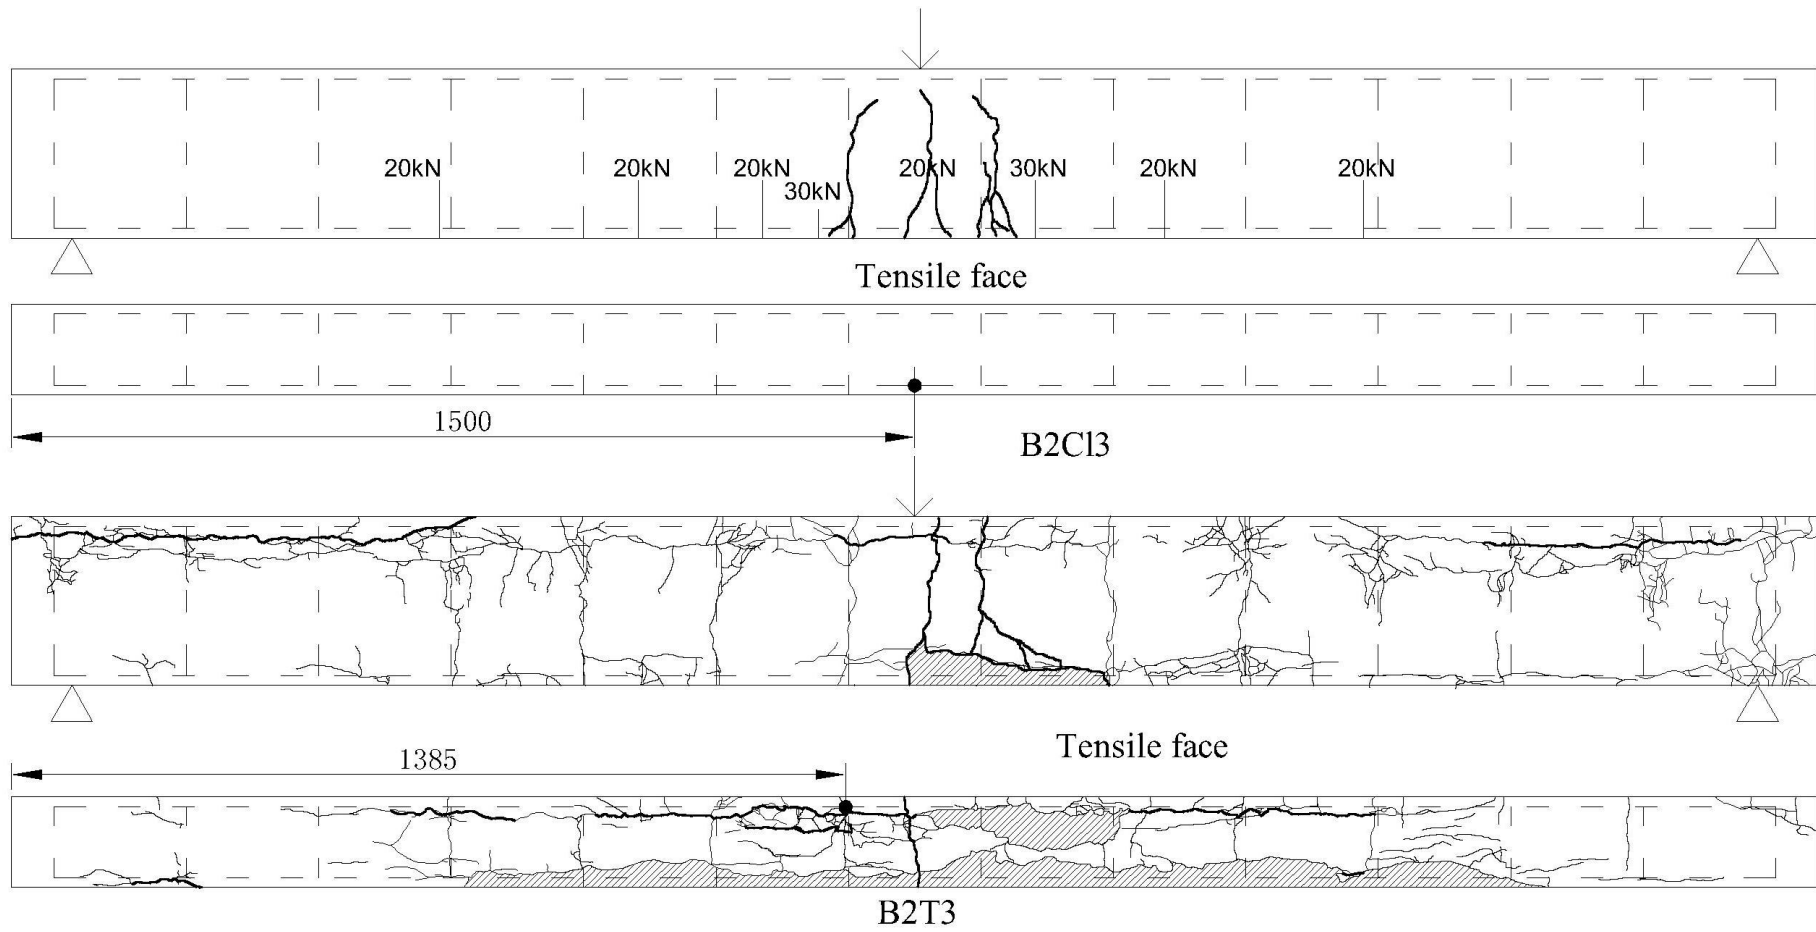 20kN 20kN 20kN 20kN 30kN 20kN 20kN
30kN
Tensile face
1500
B2Cl3
Tensile face
1385
B2T3